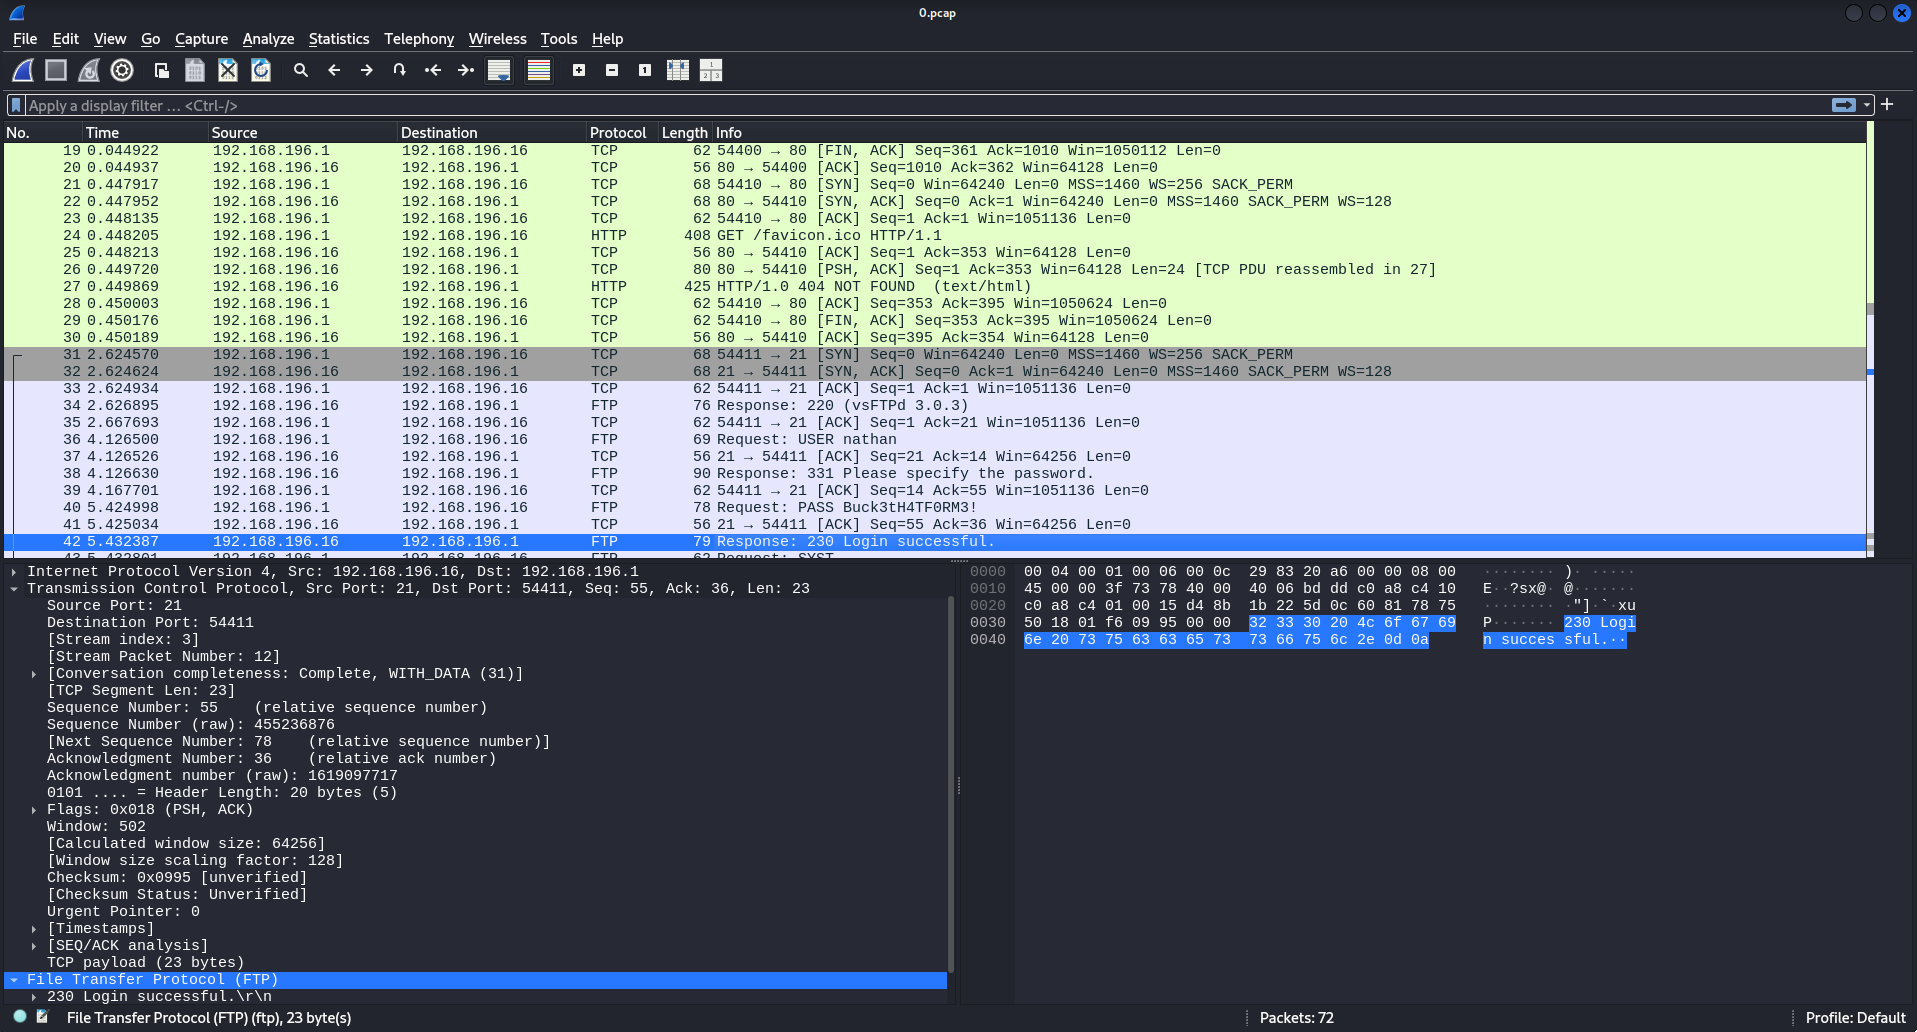 0.pcap
File Edit View Go Capture Analyze Statistics Telephony Wireless Tools Help
Apply a display filter … <Ctrl-/>
No. Time Source Destination Protocol Length Info
19 0.044922 192.168.196.1 192.168.196.16 TCP 62 54400 → 80 [FIN, ACK] Seq=361 Ack=1010 Win=1050112 Len=0
20 0.044937 192.168.196.16 192.168.196.1 TCP 56 80 → 54400 [ACK] Seq=1010 Ack=362 Win=64128 Len=0
21 0.447917 192.168.196.1 192.168.196.16 TCP 68 54410 → 80 [SYN] Seq=0 Win=64240 Len=0 MSS=1460 WS=256 SACK_PERM
22 0.447952 192.168.196.16 192.168.196.1 TCP 68 80 → 54410 [SYN, ACK] Seq=0 Ack=1 Win=64240 Len=0 MSS=1460 SACK_PERM WS=128
23 0.448135 192.168.196.1 192.168.196.16 TCP 62 54410 → 80 [ACK] Seq=1 Ack=1 Win=1051136 Len=0
24 0.448205 192.168.196.1 192.168.196.16 HTTP 408 GET /favicon.ico HTTP/1.1
25 0.448213 192.168.196.16 192.168.196.1 TCP 56 80 → 54410 [ACK] Seq=1 Ack=353 Win=64128 Len=0
26 0.449720 192.168.196.16 192.168.196.1 TCP 80 80 → 54410 [PSH, ACK] Seq=1 Ack=353 Win=64128 Len=24 [TCP PDU reassembled in 27]
27 0.449869 192.168.196.16 192.168.196.1 HTTP 425 HTTP/1.0 404 NOT FOUND (text/html)
28 0.450003 192.168.196.1 192.168.196.16 TCP 62 54410 → 80 [ACK] Seq=353 Ack=395 Win=1050624 Len=0
29 0.450176 192.168.196.1 192.168.196.16 TCP 62 54410 → 80 [FIN, ACK] Seq=353 Ack=395 Win=1050624 Len=0
30 0.450189 192.168.196.16 192.168.196.1 TCP 56 80 → 54410 [ACK] Seq=395 Ack=354 Win=64128 Len=0
31 2.624570 192.168.196.1 192.168.196.16 TCP 68 54411 → 21 [SYN] Seq=0 Win=64240 Len=0 MSS=1460 WS=256 SACK_PERM
32 2.624624 192.168.196.16 192.168.196.1 TCP 68 21 → 54411 [SYN, ACK] Seq=0 Ack=1 Win=64240 Len=0 MSS=1460 SACK_PERM WS=128
33 2.624934 192.168.196.1 192.168.196.16 TCP 62 54411 → 21 [ACK] Seq=1 Ack=1 Win=1051136 Len=0
34 2.626895 192.168.196.16 192.168.196.1 FTP 76 Response: 220 (vsFTPd 3.0.3)
35 2.667693 192.168.196.1 192.168.196.16 TCP 62 54411 → 21 [ACK] Seq=1 Ack=21 Win=1051136 Len=0
36 4.126500 192.168.196.1 192.168.196.16 FTP 69 Request: USER nathan
37 4.126526 192.168.196.16 192.168.196.1 TCP 56 21 → 54411 [ACK] Seq=21 Ack=14 Win=64256 Len=0
38 4.126630 192.168.196.16 192.168.196.1 FTP 90 Response: 331 Please specify the password.
39 4.167701 192.168.196.1 192.168.196.16 TCP 62 54411 → 21 [ACK] Seq=14 Ack=55 Win=1051136 Len=0
40 5.424998 192.168.196.1 192.168.196.16 FTP 78 Request: PASS Buck3tH4TF0RM3!
41 5.425034 192.168.196.16 192.168.196.1 TCP 56 21 → 54411 [ACK] Seq=55 Ack=36 Win=64256 Len=0
42 5.432387 192.168.196.16 192.168.196.1 FTP 79 Response: 230 Login successful.
43 5.432801 192.168.196.1 192.168.196.16 FTP 62 Request: SYST
Internet Protocol Version 4, Src: 192.168.196.16, Dst: 192.168.196.1
Transmission Control Protocol, Src Port: 21, Dst Port: 54411, Seq: 55, Ack: 36, Len: 23
Source Port: 21
Destination Port: 54411
[Stream index: 3]
[Stream Packet Number: 12]
[Conversation completeness: Complete, WITH_DATA (31)]
[TCP Segment Len: 23]
Sequence Number: 55 (relative sequence number)
Sequence Number (raw): 455236876
[Next Sequence Number: 78 (relative sequence number)]
Acknowledgment Number: 36 (relative ack number)
Acknowledgment number (raw): 1619097717
0101 .... = Header Length: 20 bytes (5)
Flags: 0x018 (PSH, ACK)
Window: 502
[Calculated window size: 64256]
[Window size scaling factor: 128]
Checksum: 0x0995 [unverified]
[Checksum Status: Unverified]
Urgent Pointer: 0
[Timestamps]
[SEQ/ACK analysis]
TCP payload (23 bytes)
File Transfer Protocol (FTP)
230 Login successful.\r\n
0000 00 04 00 01 00 06 00 0c 29 83 20 a6 00 00 08 00 ········ )· ·····
0010 45 00 00 3f 73 78 40 00 40 06 bd dd c0 a8 c4 10 E··?sx@· @·······
0020 c0 a8 c4 01 00 15 d4 8b 1b 22 5d 0c 60 81 78 75 ········ ·"]·`·xu
0030 50 18 01 f6 09 95 00 00 32 33 30 20 4c 6f 67 69 P······· 230 Logi
0040 6e 20 73 75 63 63 65 73 73 66 75 6c 2e 0d 0a n succes sful.··
File Transfer Protocol (FTP) (ftp), 23 byte(s)
Packets: 72
Profile: Default